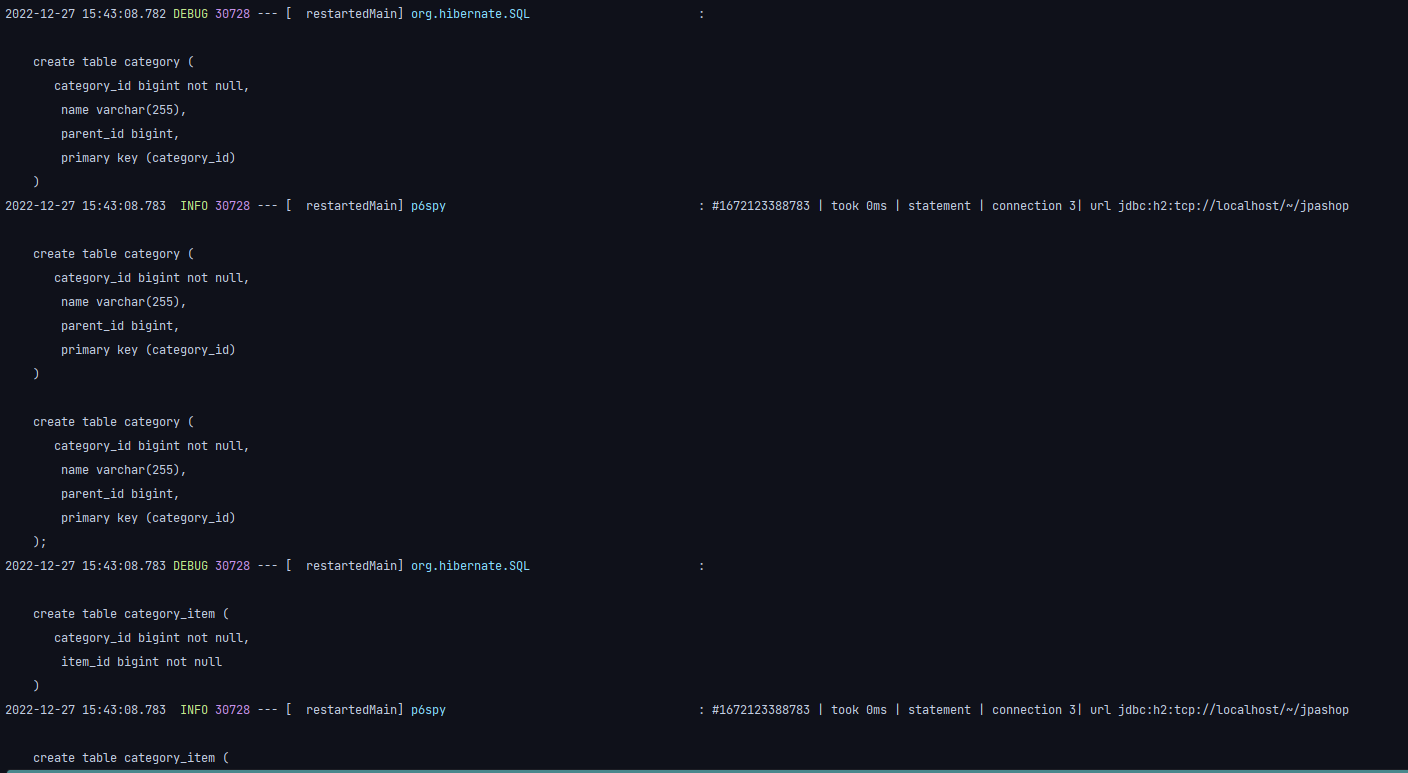 2022-12-27 15:43:08.782 DEBUG 30728 --- [  restartedMain] org.hibernate.SQL                        :

    create table category (
       category_id bigint not null,
        name varchar(255),
        parent_id bigint,
        primary key (category_id)
    )
2022-12-27 15:43:08.783  INFO 30728 --- [  restartedMain] p6spy                                    : #1672123388783 | took 0ms | statement | connection 3| url jdbc:h2:tcp://localhost/~/jpashop

    create table category (
       category_id bigint not null,
        name varchar(255),
        parent_id bigint,
        primary key (category_id)
    )

    create table category (
       category_id bigint not null,
        name varchar(255),
        parent_id bigint,
        primary key (category_id)
    );
2022-12-27 15:43:08.783 DEBUG 30728 --- [  restartedMain] org.hibernate.SQL                        :

    create table category_item (
       category_id bigint not null,
        item_id bigint not null
    )
2022-12-27 15:43:08.783  INFO 30728 --- [  restartedMain] p6spy                                    : #1672123388783 | took 0ms | statement | connection 3| url jdbc:h2:tcp://localhost/~/jpashop

    create table category_item (